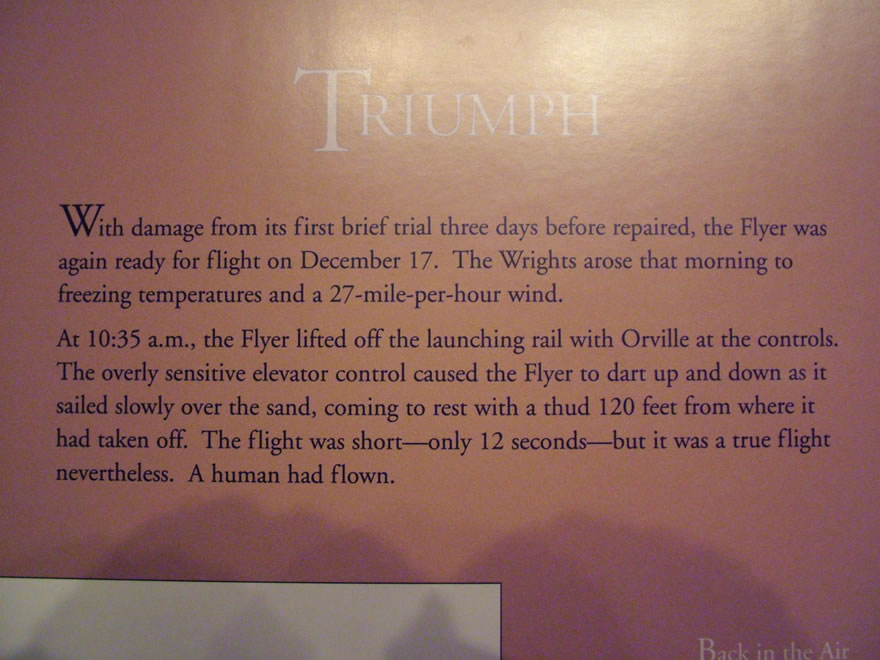 TRIUMPH
With damage from its first brief trial three days before repaired, the Flyer was
again ready for flight on December 17. The Wrights arose that morning to
freezing temperatures and a 27-mile-per-hour wind.
At 10:35 a.m., the Flyer lifted off the launching rail with Orville at the controls.
The overly sensitive elevator control caused the Flyer to dart up and down as it
sailed slowly over the sand, coming to rest with a thud 120 feet from where it
had taken off. The flight was short—only 12 seconds—but it was a true flight
nevertheless. A human had flown.
Back in the Air